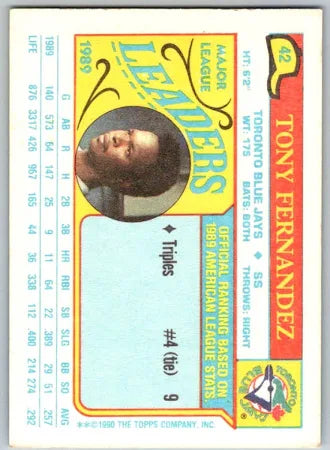 42
TONY FERNANDEZ
TORONTO BLUE JAYS ✦ SS
HT: 6'2" WT: 175 BATS: BOTH THROWS: RIGHT
TORONTO
BLUE
JAYS
MAJOR
LEAGUE
LEADERS
1989
OFFICIAL RANKING BASED ON
1989 AMERICAN LEAGUE STATS
✦ Triples #4 (tie) 9
G AB R H 2B 3B HR RBI SB SLG BB SO AVG
1989 140 573 64 147 25 9 11 64 22 389 29 51 257
LIFE 876 3317 426 967 165 44 36 338 112 400 214 274 292
**©1990 THE TOPPS COMPANY, INC.